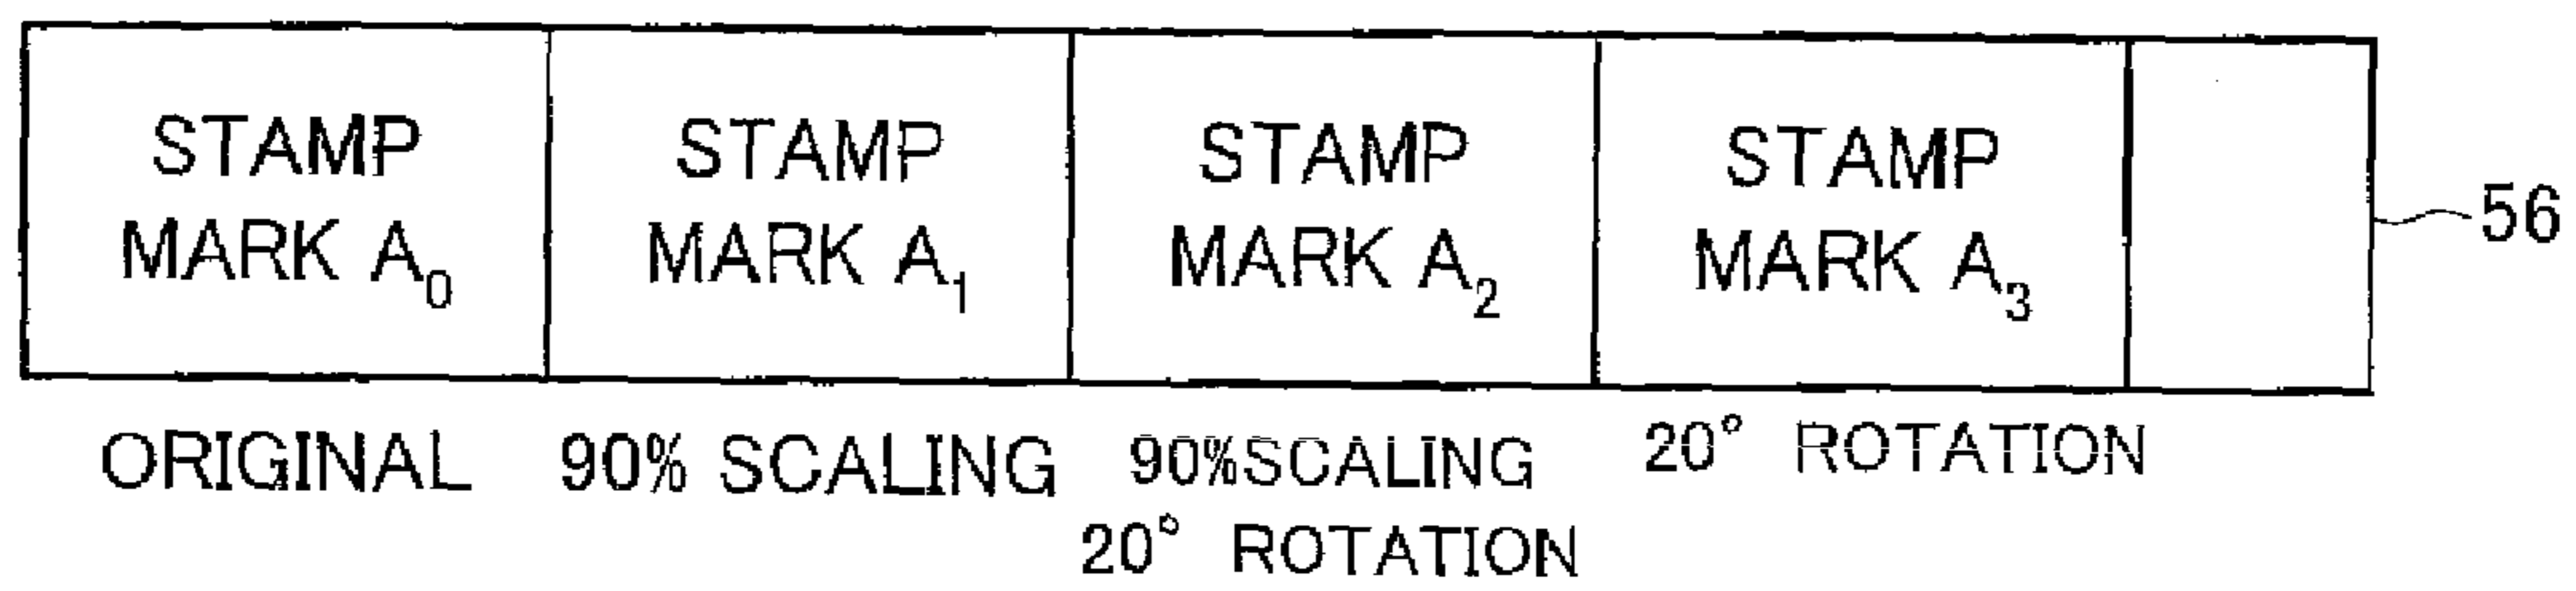 STAMP MARK A₀
STAMP MARK A₁
STAMP MARK A₂
STAMP MARK A₃
56
ORIGINAL
90% SCALING
90%SCALING
20° ROTATION
20° ROTATION